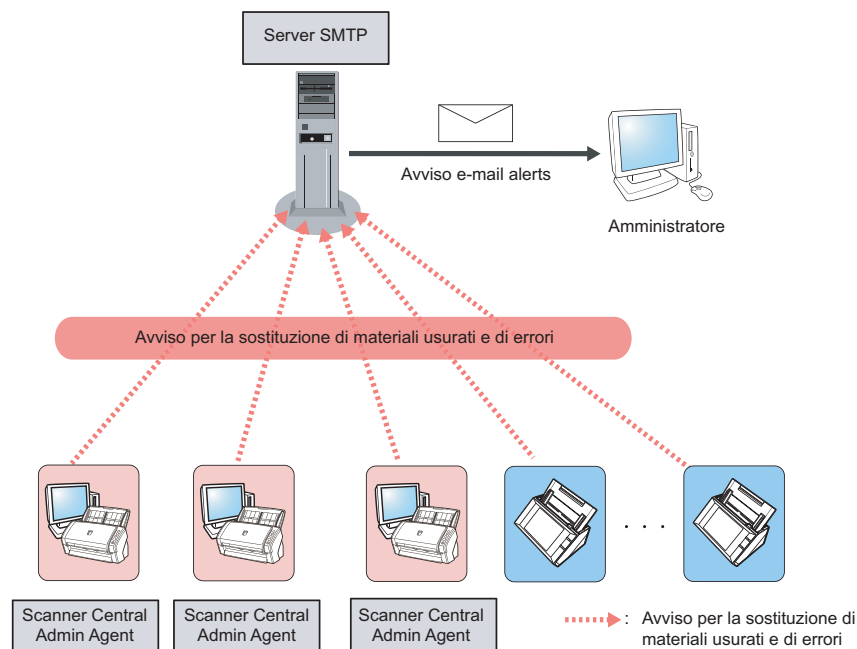 Server SMTP
Avviso e-mail alerts
Amministratore
Avviso per la sostituzione di materiali usurati e di errori
. . .
Scanner Central
Admin Agent
Scanner Central
Admin Agent
Scanner Central
Admin Agent
: Avviso per la sostituzione di
materiali usurati e di errori